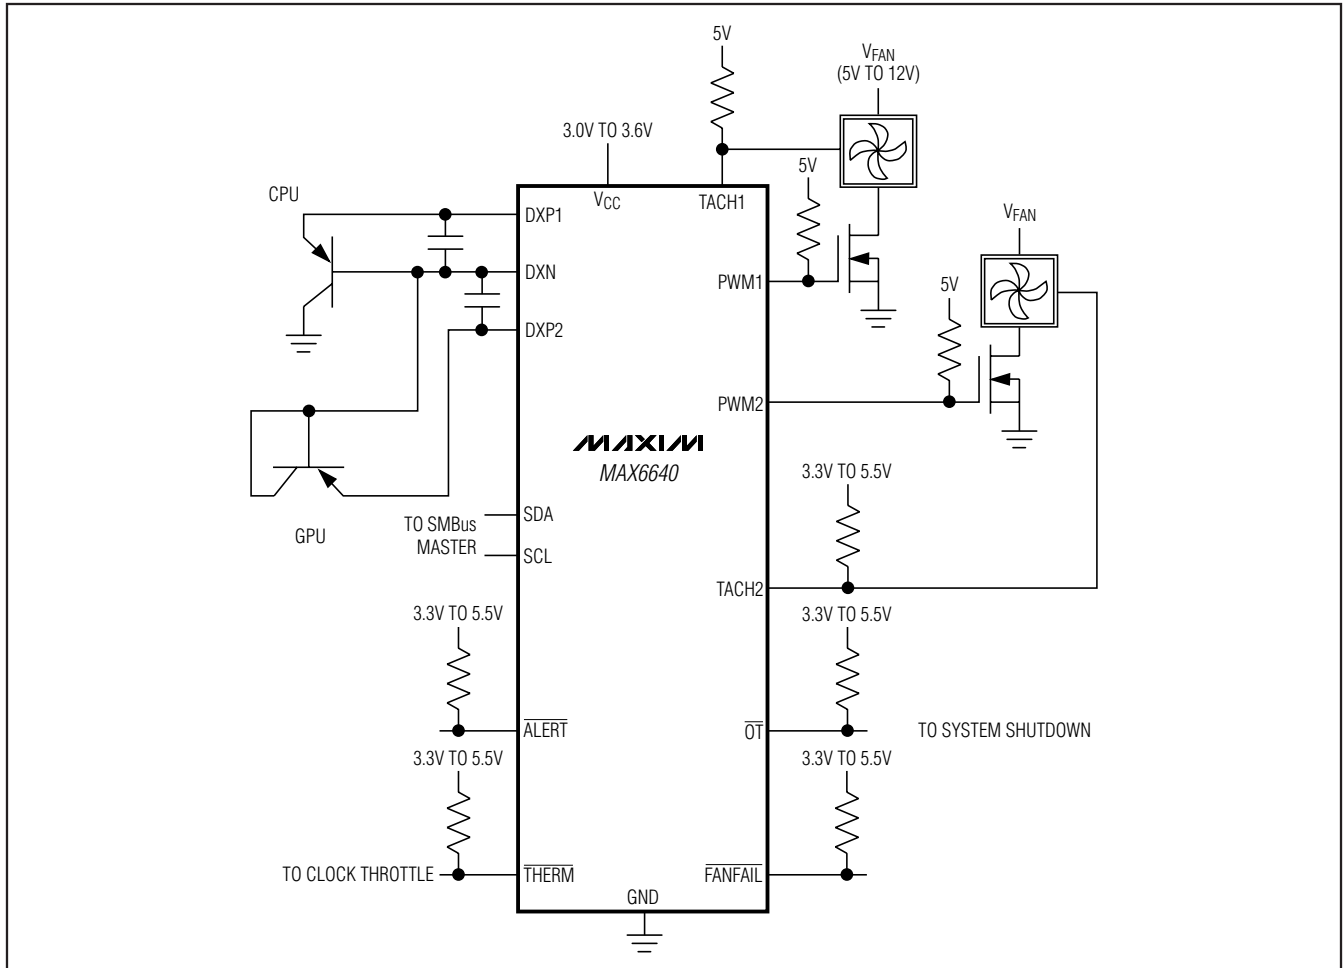 5V
VFAN
(5V TO 12V)
3.0V TO 3.6V
5V
CPU
VCC
TACH1
DXP1
VFAN
DXN
PWM1
5V
DXP2
PWM2
MAXIM
MAX6640
3.3V TO 5.5V
SDA
TO SMBus
MASTER
GPU
SCL
TACH2
3.3V TO 5.5V
3.3V TO 5.5V
ALERT
OT
TO SYSTEM SHUTDOWN
3.3V TO 5.5V
3.3V TO 5.5V
TO CLOCK THROTTLE
THERM
FANFAIL
GND